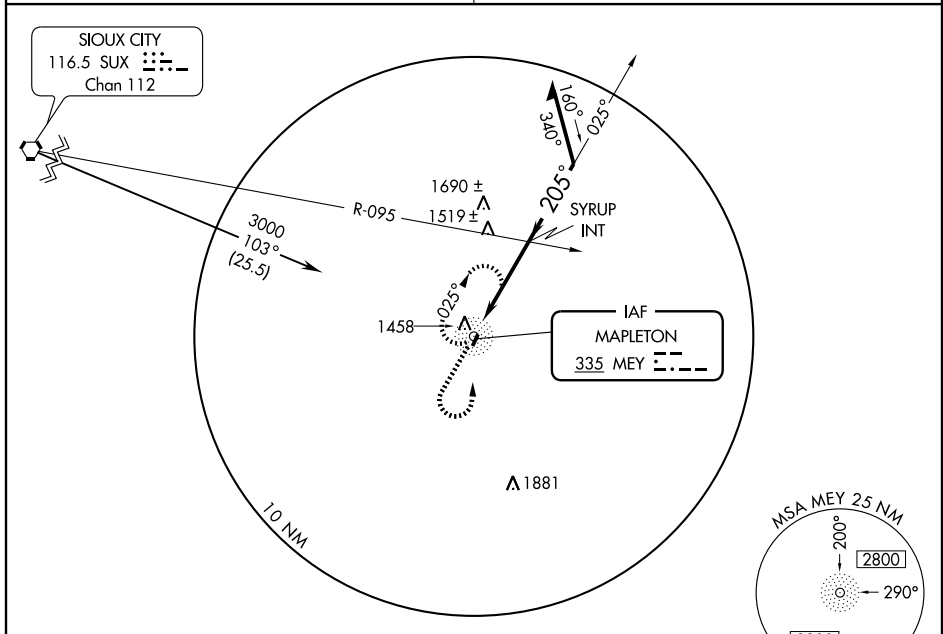 SIOUX CITY
116.5 SUX
Chan 112
160°
340°
025°
205°
1690 ±
1519 ±
R-095
SYRUP
INT
3000
103°
(25.5)
025°
1458
IAF
MAPLETON
335 MEY
1881
10 NM
MSA MEY 25 NM
200°
2800
290°